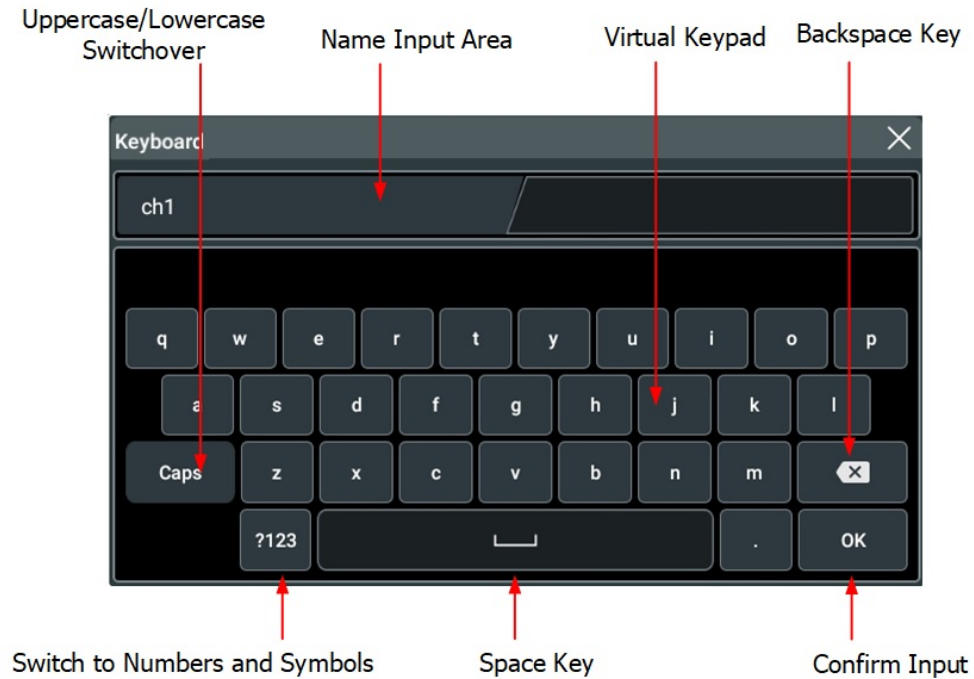 Uppercase/Lowercase
Switchover
Name Input Area
Virtual Keypad
Backspace Key
Keyboard
ch1
q w e r t y u i o p
a s d f g h j k l
Caps z x c v b n m
?123 . OK
Switch to Numbers and Symbols
Space Key
Confirm Input